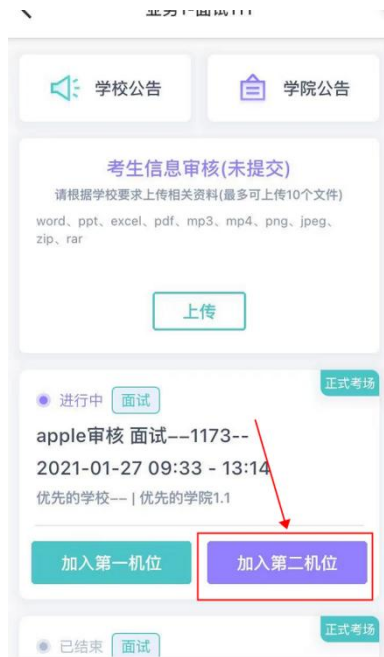 学校公告
学院公告
考生信息审核(未提交)
请根据学校要求上传相关资料(最多可上传10个文件)
word、ppt、excel、pdf、mp3、mp4、png、jpeg、
zip、rar
上传
正式考场
进行中 面试
apple审核 面试--1173--
2021-01-27 09:33 - 13:14
优先的学校-- | 优先的学院1.1
加入第一机位
加入第二机位
正式考场
已结束 面试